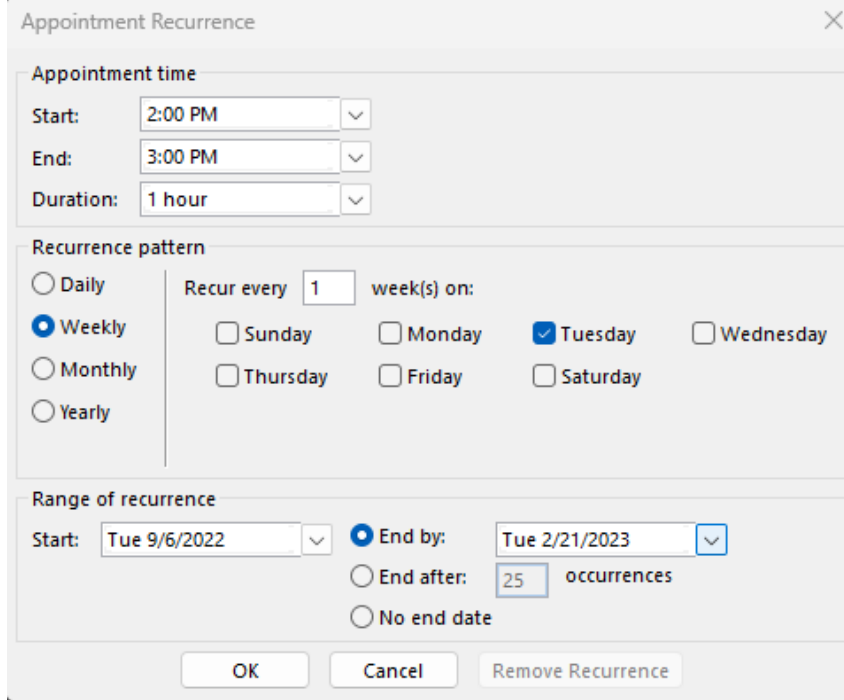 Appointment Recurrence
Appointment time
Start: 2:00 PM
End: 3:00 PM
Duration: 1 hour
Recurrence pattern
Daily
Weekly
Monthly
Yearly
Recur every 1 week(s) on:
Sunday Monday Tuesday Wednesday
Thursday Friday Saturday
Range of recurrence
Start: Tue 9/6/2022 End by: Tue 2/21/2023
End after: 25 occurrences
No end date
OK Cancel Remove Recurrence